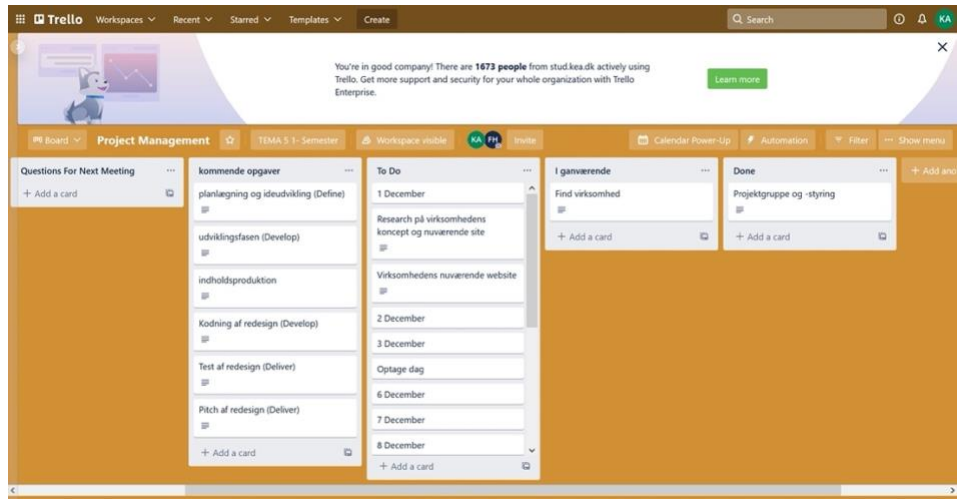 Trello
Workspaces
Recent
Starred
Templates
Create
Search
KA
You're in good company! There are 1673 people from stud.kea.dk actively using
Trello. Get more support and security for your whole organization with Trello
Enterprise.
Learn more
Board
Project Management
TEMA 5 1- Semester
Workspace visible
KA
FH
Invite
Calendar Power-Up
Automation
Filter
Show menu
Questions For Next Meeting
+ Add a card
kommende opgaver
planlægning og ideudvikling (Define)
udviklingsfasen (Develop)
indholdsproduktion
Kodning af redesign (Develop)
Test af redesign (Deliver)
Pitch af redesign (Deliver)
+ Add a card
To Do
1 December
Research på virksomhedens
koncept og nuværende site
Virksomhedens nuværende website
2 December
3 December
Optage dag
6 December
7 December
8 December
+ Add a card
I ganværende
Find virksomhed
+ Add a card
Done
Projektgruppe og -styring
+ Add a card
+ Add ano